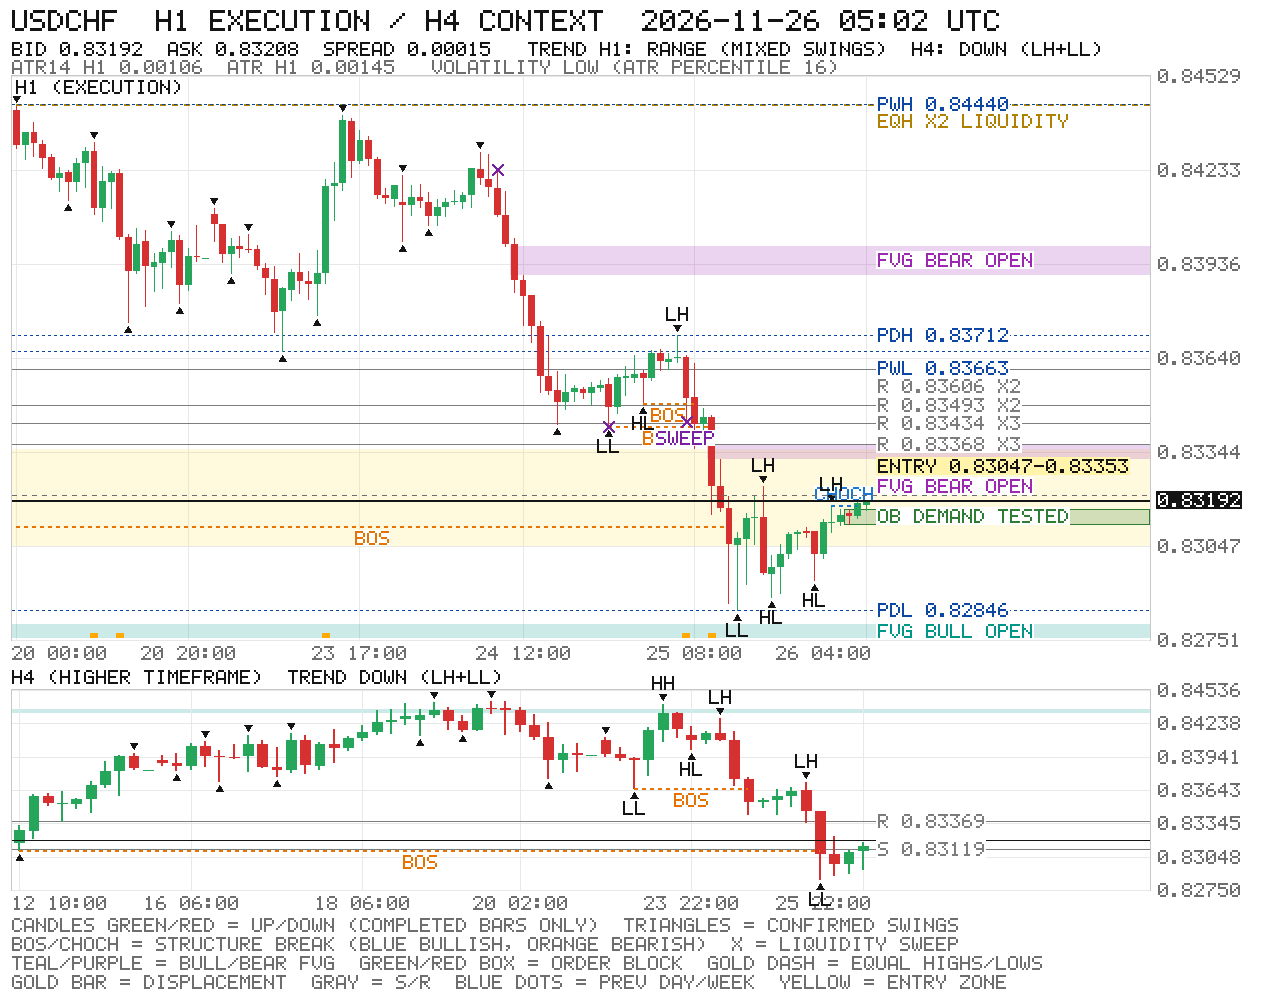 USDCHF  H1 EXECUTION / H4 CONTEXT  2026-11-26 05:02 UTC
BID 0.83192  ASK 0.83208  SPREAD 0.00015   TREND H1: RANGE (MIXED SWINGS)  H4: DOWN (LH+LL)
ATR14 H1 0.00106  ATR H1 0.00145   VOLATILITY LOW (ATR PERCENTILE 16)
H1 (EXECUTION)
0.84529
PWH 0.84440
EQH X2 LIQUIDITY
0.84233
FVG BEAR OPEN
0.83936
LH
PDH 0.83712
0.83640
PWL 0.83663
R 0.83606 X2
R 0.83493 X2
BOS
HL
R 0.83434 X3
BSWEEP
LL
R 0.83368 X3
0.83344
LH
ENTRY 0.83047-0.83353
LH
FVG BEAR OPEN
CHOCH
0.83192
OB DEMAND TESTED
BOS
0.83047
HL
PDL 0.82846
HL
LL
FVG BULL OPEN
0.82751
20 00:00
20 20:00
23 17:00
24 12:00
25 08:00
26 04:00
H4 (HIGHER TIMEFRAME)  TREND DOWN (LH+LL)
HH
LH
0.84536
0.84238
0.83941
HL
LH
0.83643
BOS
LL
R 0.83369
0.83345
S 0.83119
0.83048
BOS
0.82750
LL
12 10:00
16 06:00
18 06:00
20 02:00
23 22:00
25 22:00
CANDLES GREEN/RED = UP/DOWN (COMPLETED BARS ONLY)  TRIANGLES = CONFIRMED SWINGS
BOS/CHOCH = STRUCTURE BREAK (BLUE BULLISH, ORANGE BEARISH)  X = LIQUIDITY SWEEP
TEAL/PURPLE = BULL/BEAR FVG  GREEN/RED BOX = ORDER BLOCK  GOLD DASH = EQUAL HIGHS/LOWS
GOLD BAR = DISPLACEMENT  GRAY = S/R  BLUE DOTS = PREV DAY/WEEK  YELLOW = ENTRY ZONE